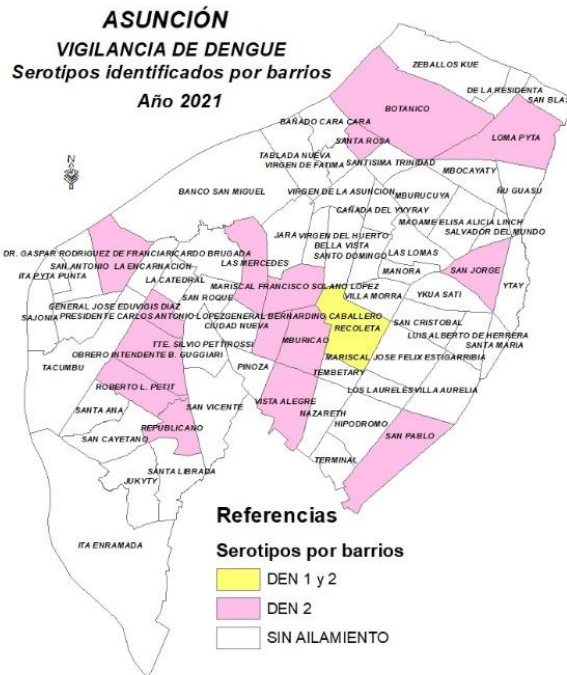 ASUNCIÓN
VIGILANCIA DE DENGUE
Serotipos identificados por barrios
Año 2021
N
ZEBALLOS KUE
DE LA RESIDENTA
SAN BLAS
BOTANICO
BAÑADO CARA CARA
LOMA PYTA
SANTA ROSA
TABLADA NUEVA
VIRGEN DE FATIMA
SANTISIMA TRINIDAD
MBOCAYATY
BANCO SAN MIGUEL
VIRGEN DE LA ASUNCION
MBURUCUYA
ÑU GUASU
CAÑADA DEL YVYRAY
MADAME ELISA ALICIA LINCH
SALVADOR DEL MUNDO
JARA
VIRGEN DEL HUERTO
BELLA VISTA
SANTO DOMINGO
LAS LOMAS
DR. GASPAR RODRIGUEZ DE FRANCIA
RICARDO BRUGADA
LAS MERCEDES
MANORA
SAN JORGE
ITA PYTA PUNTA
SAN ANTONIO
LA ENCARNACION
LA CATEDRAL
MARISCAL FRANCISCO SOLANO LOPEZ
VILLA MORRA
YKUA SATI
YTAY
SAN ROQUE
GENERAL JOSE EDUVIGIS DIAZ
SAJONIA
PRESIDENTE CARLOS ANTONIO LOPEZ
GENERAL BERNARDINO CABALLERO
CIUDAD NUEVA
RECOLETA
SAN CRISTOBAL
TTE. SILVIO PETTIROSSI
MBURICAO
LUIS ALBERTO DE HERRERA
SANTA MARIA
OBRERO INTENDENTE B. GUGGIARI
MARISCAL JOSE FELIX ESTIGARRIBIA
TACUMBU
PINOZA
TEMBETARY
ROBERTO L. PETIT
LOS LAURELES
VILLA AURELIA
SANTA ANA
SAN VICENTE
VISTA ALEGRE
NAZARETH
REPUBLICANO
HIPODROMO
SAN CAYETANO
SAN PABLO
TERMINAL
SANTA LIBRADA
JUKYTY
ITA ENRAMADA
Referencias
Serotipos por barrios
DEN 1 y 2
DEN 2
SIN AILAMIENTO